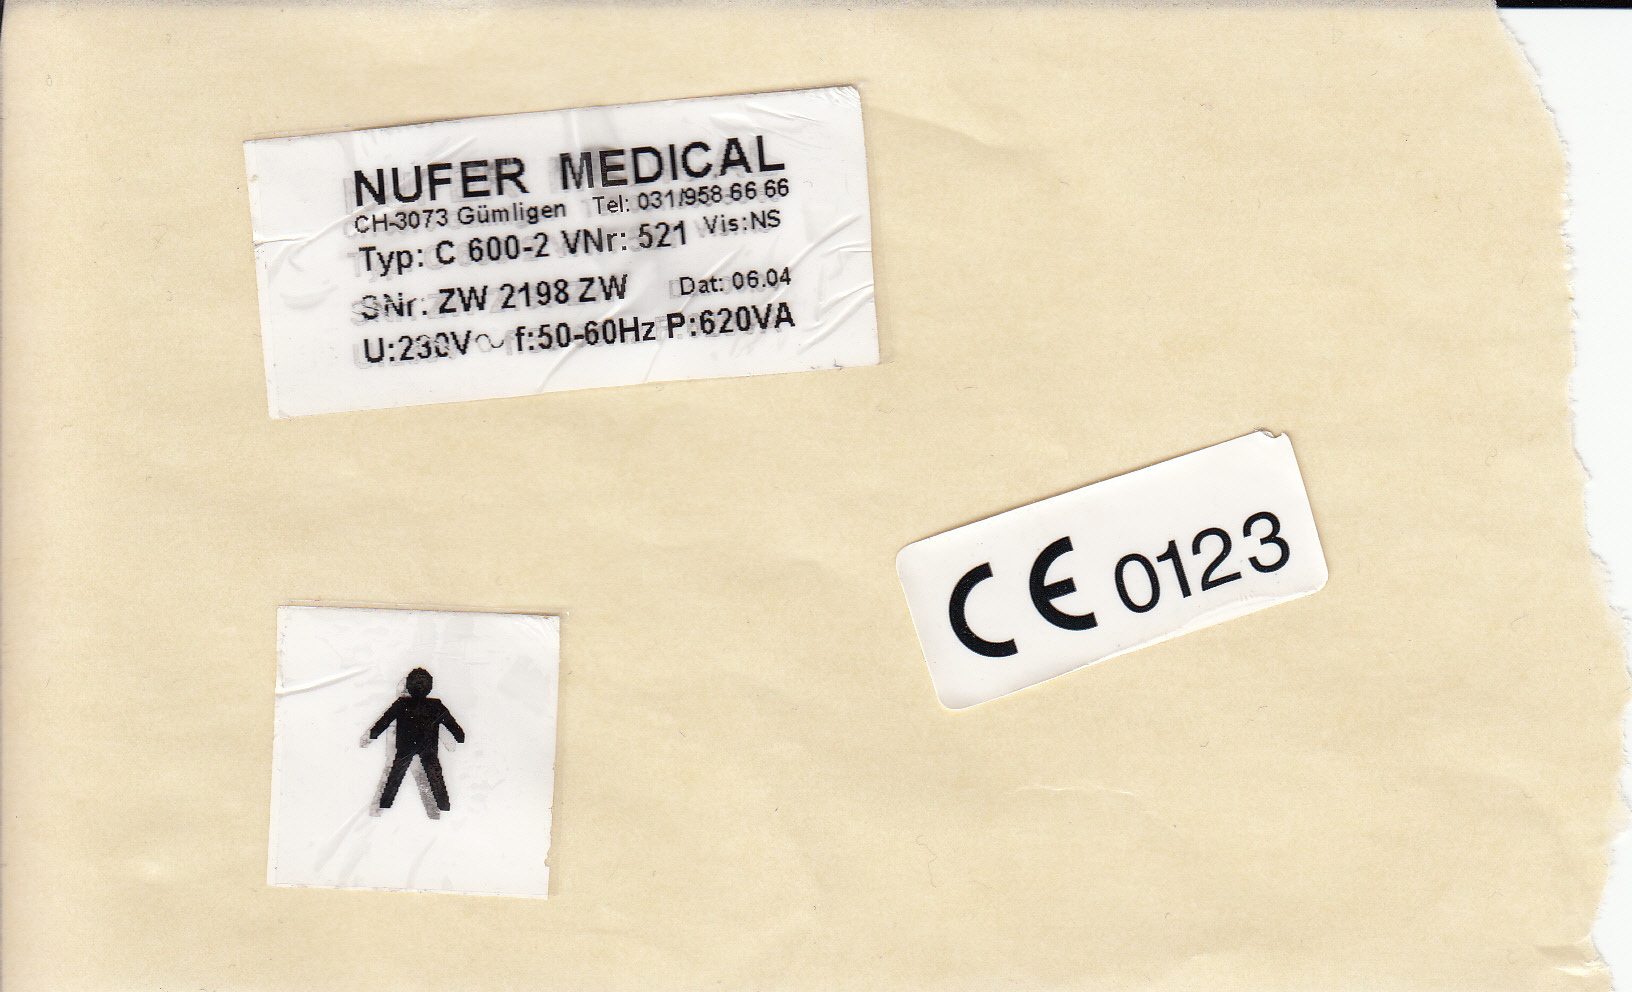 NUFER MEDICAL
CH-3073 Gümligen Tel: 031/958 66 66
Typ: C 600-2 VNr: 521 Vis:NS
SNr. ZW 2198 ZW Dat: 06.04
U:230V~ f:50-60Hz P:620VA
CE 0123